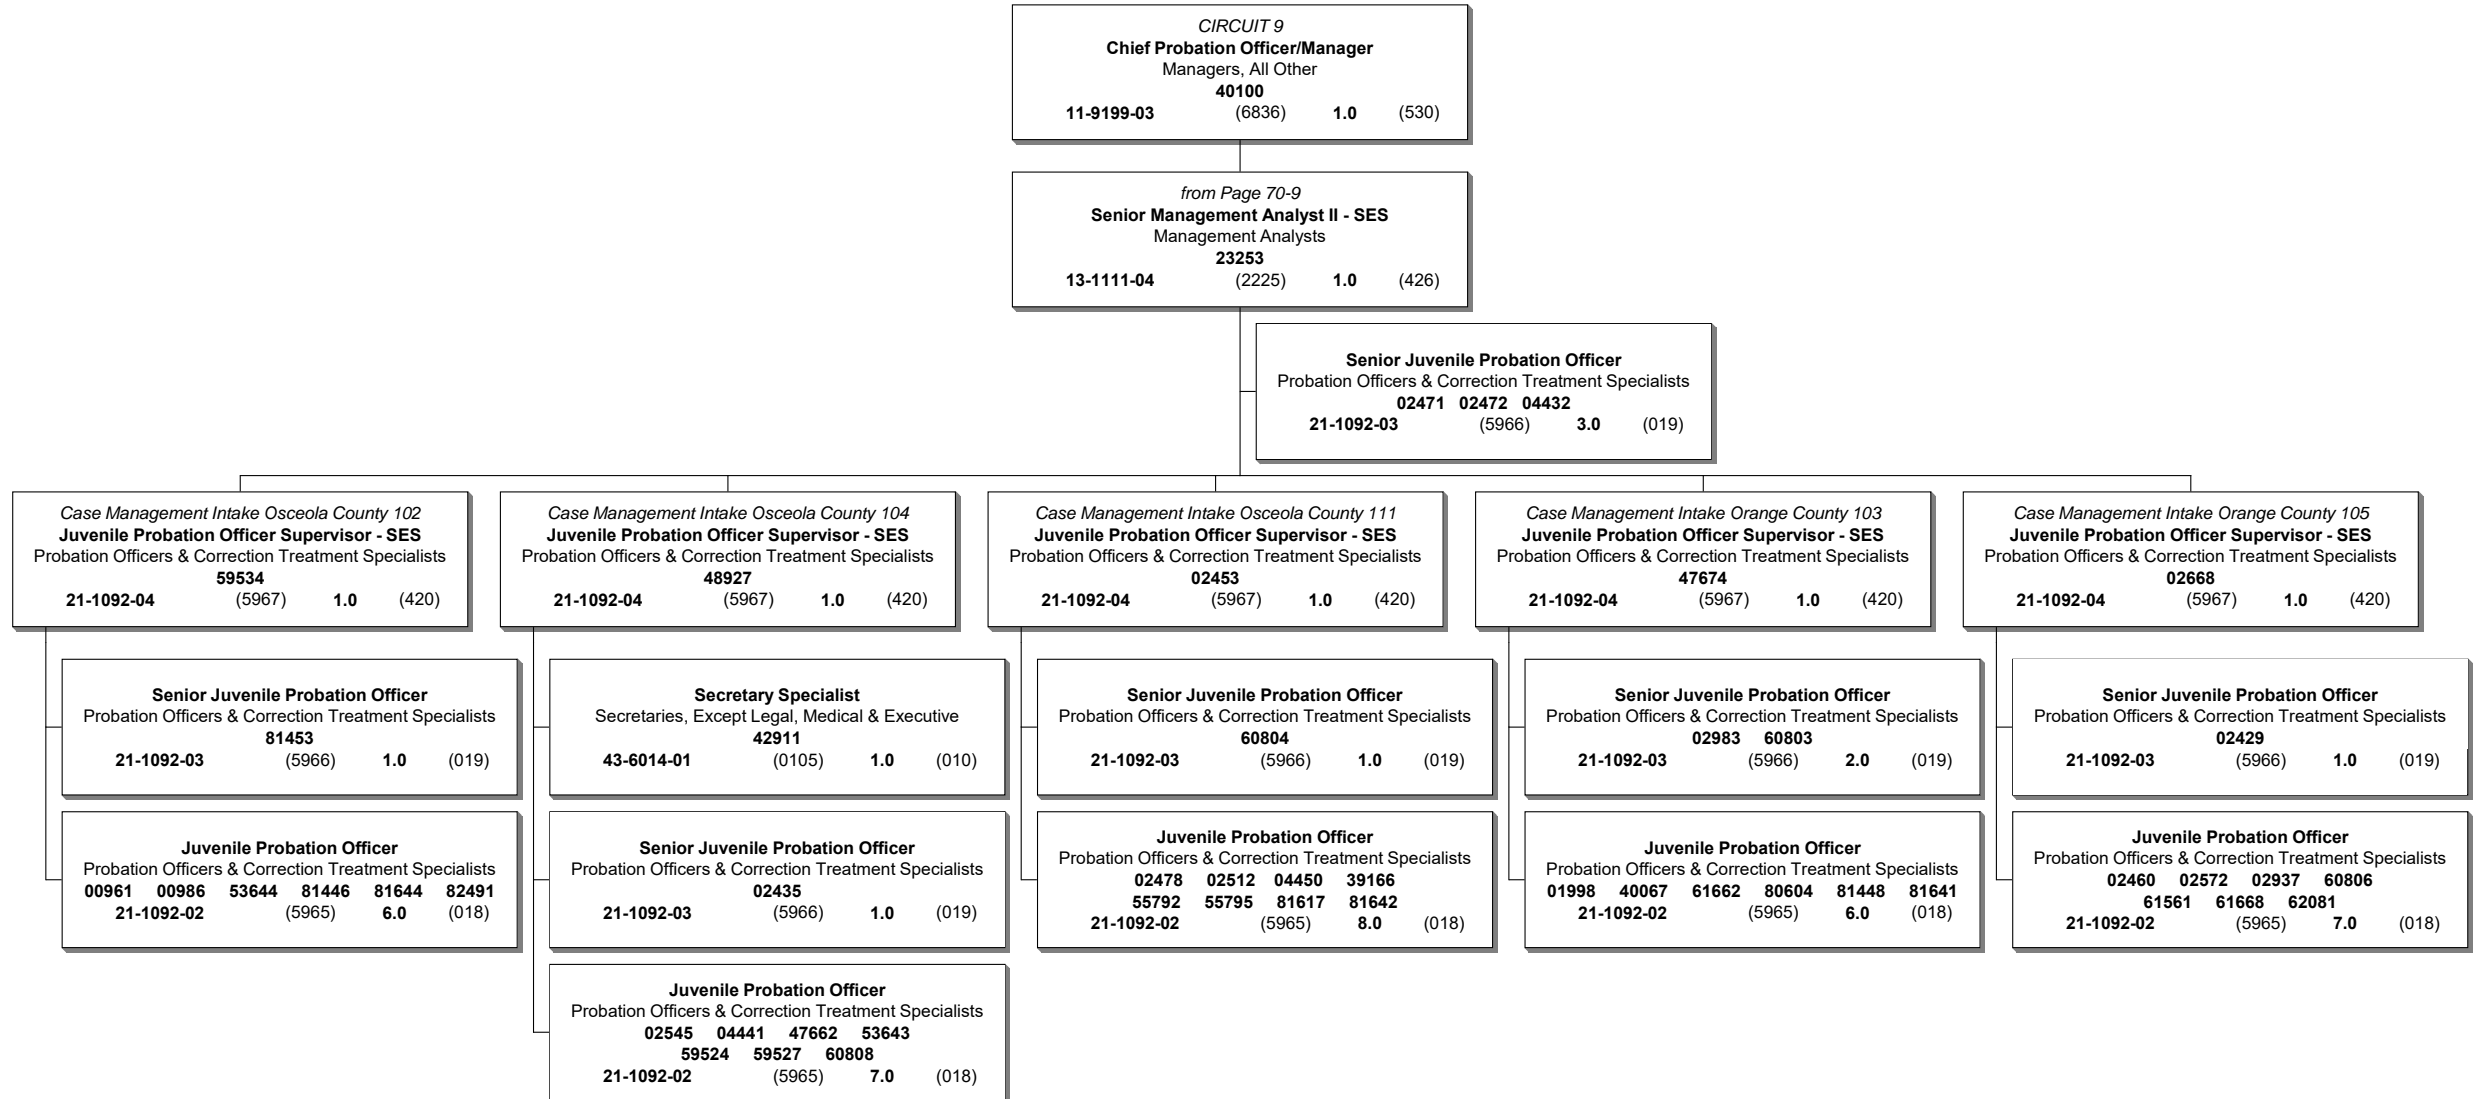 CIRCUIT 9
Chief Probation Officer/Manager
Managers, All Other
40100
11-9199-03 (6836) 1.0 (530)
from Page 70-9
Senior Management Analyst II - SES
Management Analysts
23253
13-1111-04 (2225) 1.0 (426)
Senior Juvenile Probation Officer
Probation Officers & Correction Treatment Specialists
02471 02472 04432
21-1092-03 (5966) 3.0 (019)
Case Management Intake Osceola County 102
Juvenile Probation Officer Supervisor - SES
Probation Officers & Correction Treatment Specialists
59534
21-1092-04 (5967) 1.0 (420)
Senior Juvenile Probation Officer
Probation Officers & Correction Treatment Specialists
81453
21-1092-03 (5966) 1.0 (019)
Juvenile Probation Officer
Probation Officers & Correction Treatment Specialists
00961 00986 53644 81446 81644 82491
21-1092-02 (5965) 6.0 (018)
Case Management Intake Osceola County 104
Juvenile Probation Officer Supervisor - SES
Probation Officers & Correction Treatment Specialists
48927
21-1092-04 (5967) 1.0 (420)
Secretary Specialist
Secretaries, Except Legal, Medical & Executive
42911
43-6014-01 (0105) 1.0 (010)
Senior Juvenile Probation Officer
Probation Officers & Correction Treatment Specialists
02435
21-1092-03 (5966) 1.0 (019)
Juvenile Probation Officer
Probation Officers & Correction Treatment Specialists
02545 04441 47662 53643
59524 59527 60808
21-1092-02 (5965) 7.0 (018)
Case Management Intake Osceola County 111
Juvenile Probation Officer Supervisor - SES
Probation Officers & Correction Treatment Specialists
02453
21-1092-04 (5967) 1.0 (420)
Senior Juvenile Probation Officer
Probation Officers & Correction Treatment Specialists
60804
21-1092-03 (5966) 1.0 (019)
Juvenile Probation Officer
Probation Officers & Correction Treatment Specialists
02478 02512 04450 39166
55792 55795 81617 81642
21-1092-02 (5965) 8.0 (018)
Case Management Intake Orange County 103
Juvenile Probation Officer Supervisor - SES
Probation Officers & Correction Treatment Specialists
47674
21-1092-04 (5967) 1.0 (420)
Senior Juvenile Probation Officer
Probation Officers & Correction Treatment Specialists
02983 60803
21-1092-03 (5966) 2.0 (019)
Juvenile Probation Officer
Probation Officers & Correction Treatment Specialists
01998 40067 61662 80604 81448 81641
21-1092-02 (5965) 6.0 (018)
Case Management Intake Orange County 105
Juvenile Probation Officer Supervisor - SES
Probation Officers & Correction Treatment Specialists
02668
21-1092-04 (5967) 1.0 (420)
Senior Juvenile Probation Officer
Probation Officers & Correction Treatment Specialists
02429
21-1092-03 (5966) 1.0 (019)
Juvenile Probation Officer
Probation Officers & Correction Treatment Specialists
02460 02572 02937 60806
61561 61668 62081
21-1092-02 (5965) 7.0 (018)